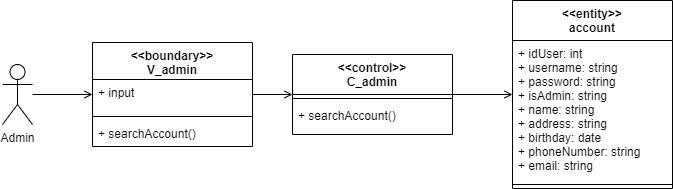 Admin
<<boundary>>
V_admin
+ input
+ searchAccount()
<<control>>
C_admin
+ searchAccount()
<<entity>>
account
+ idUser: int
+ username: string
+ password: string
+ isAdmin: string
+ name: string
+ address: string
+ birthday: date
+ phoneNumber: string
+ email: string